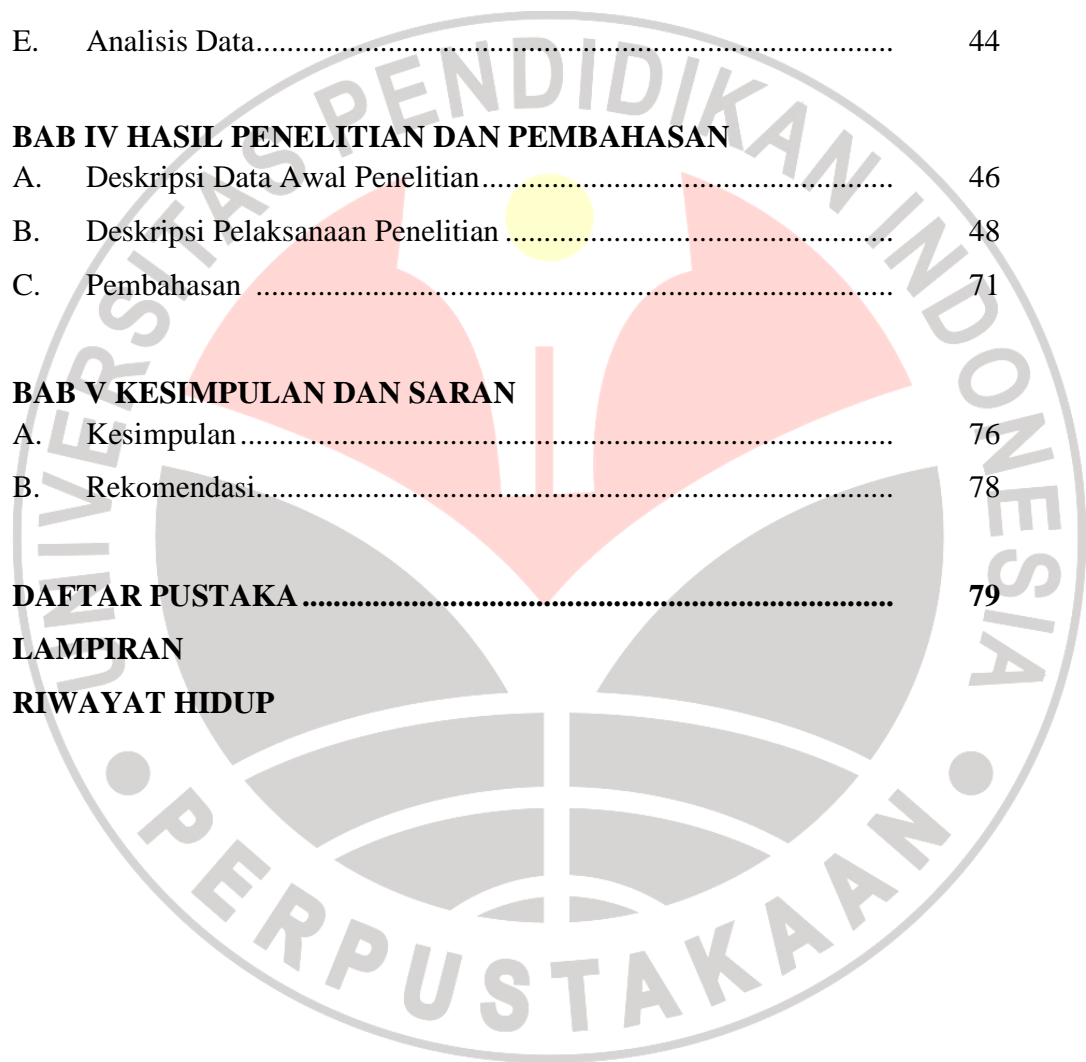 E. Analisis Data.................................................................................. 44
BAB IV HASIL PENELITIAN DAN PEMBAHASAN
A. Deskripsi Data Awal Penelitian..................................................... 46
B. Deskripsi Pelaksanaan Penelitian .................................................. 48
C. Pembahasan .................................................................................. 71
BAB V KESIMPULAN DAN SARAN
A. Kesimpulan .................................................................................... 76
B. Rekomendasi.................................................................................. 78
DAFTAR PUSTAKA ............................................................................ 79
LAMPIRAN
RIWAYAT HIDUP
UNIVERSITAS PENDIDIKAN INDONESIA
PERPUSTAKAAN